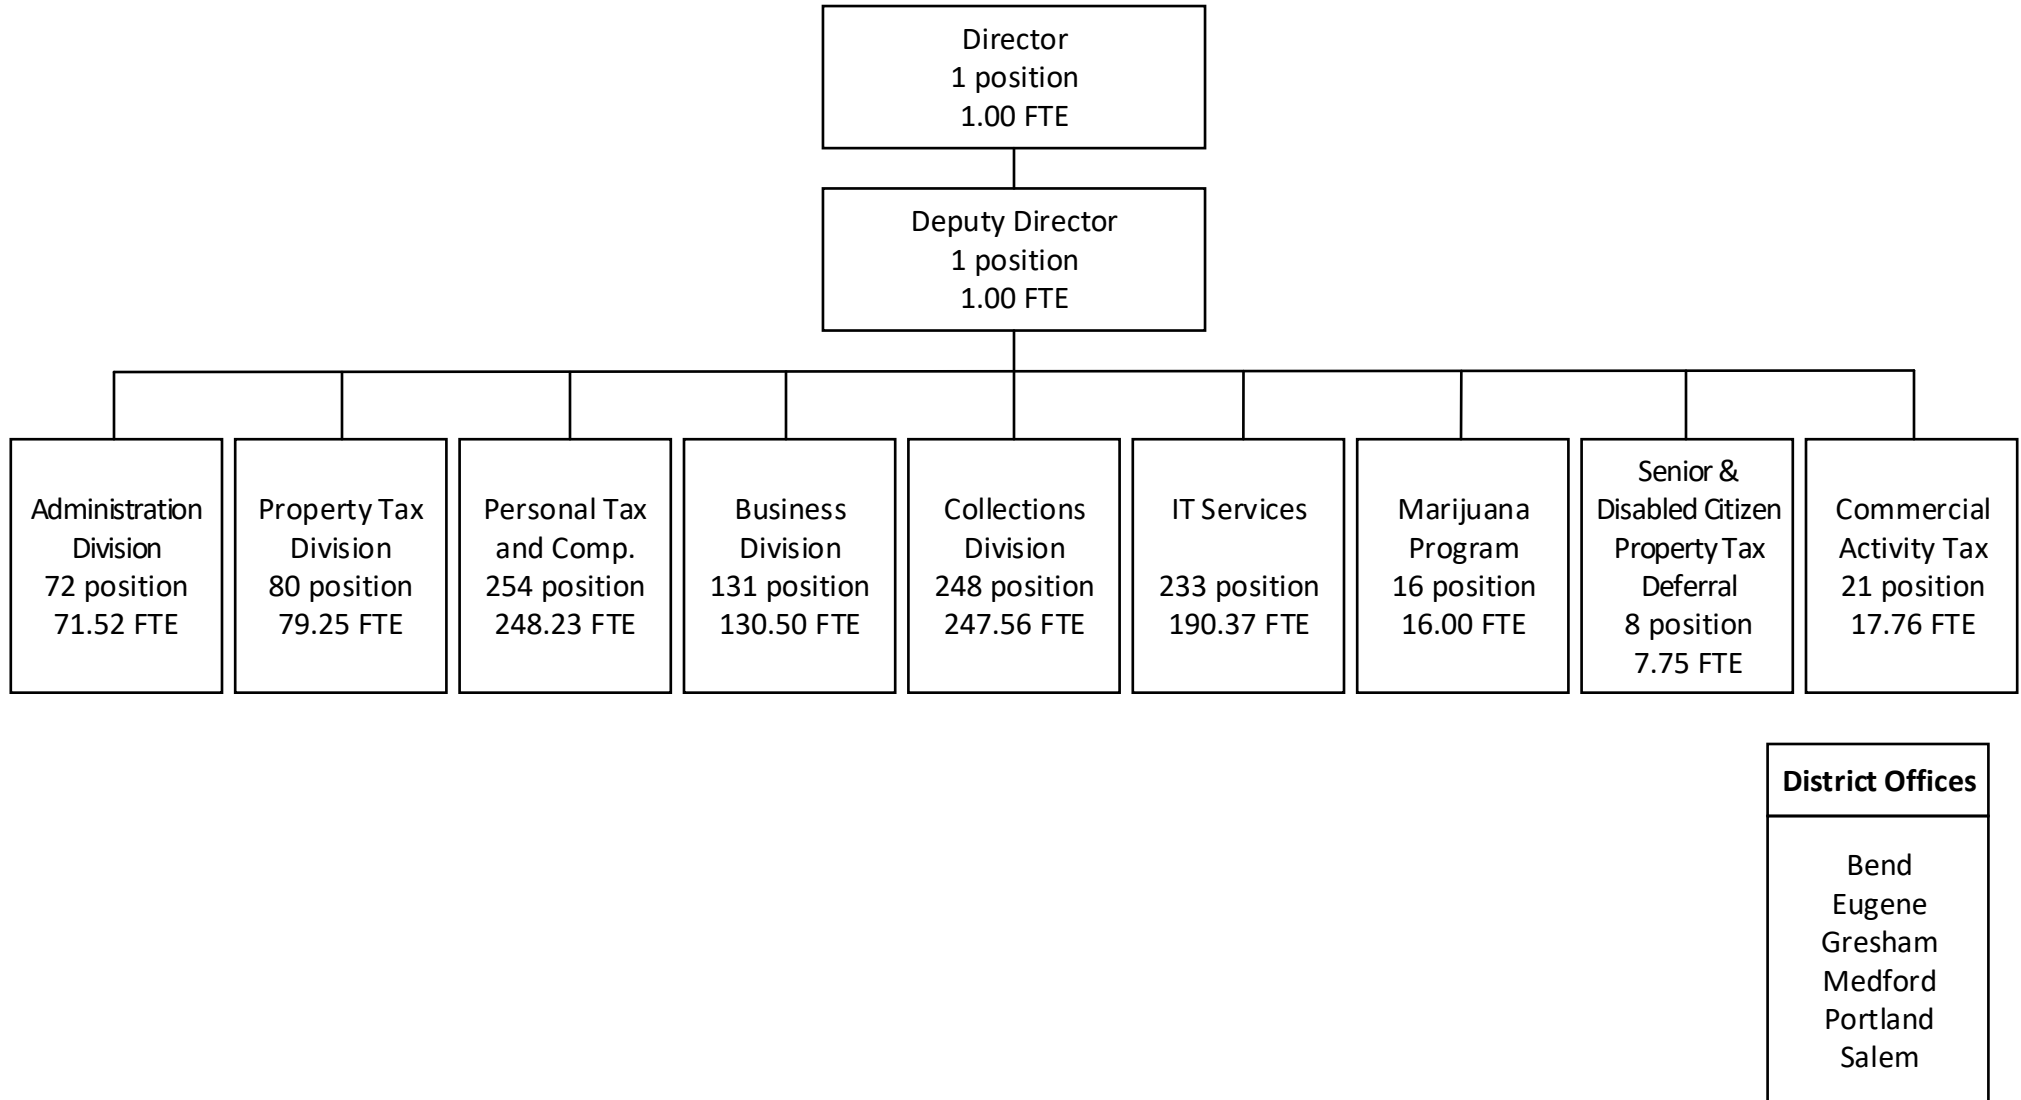 Director
1 position
1.00 FTE
Deputy Director
1 position
1.00 FTE
Administration
Division
72 position
71.52 FTE
Property Tax
Division
80 position
79.25 FTE
Personal Tax
and Comp.
254 position
248.23 FTE
Business
Division
131 position
130.50 FTE
Collections
Division
248 position
247.56 FTE
IT Services
233 position
190.37 FTE
Marijuana
Program
16 position
16.00 FTE
Senior &
Disabled Citizen
Property Tax
Deferral
8 position
7.75 FTE
Commercial
Activity Tax
21 position
17.76 FTE
District Offices
Bend
Eugene
Gresham
Medford
Portland
Salem